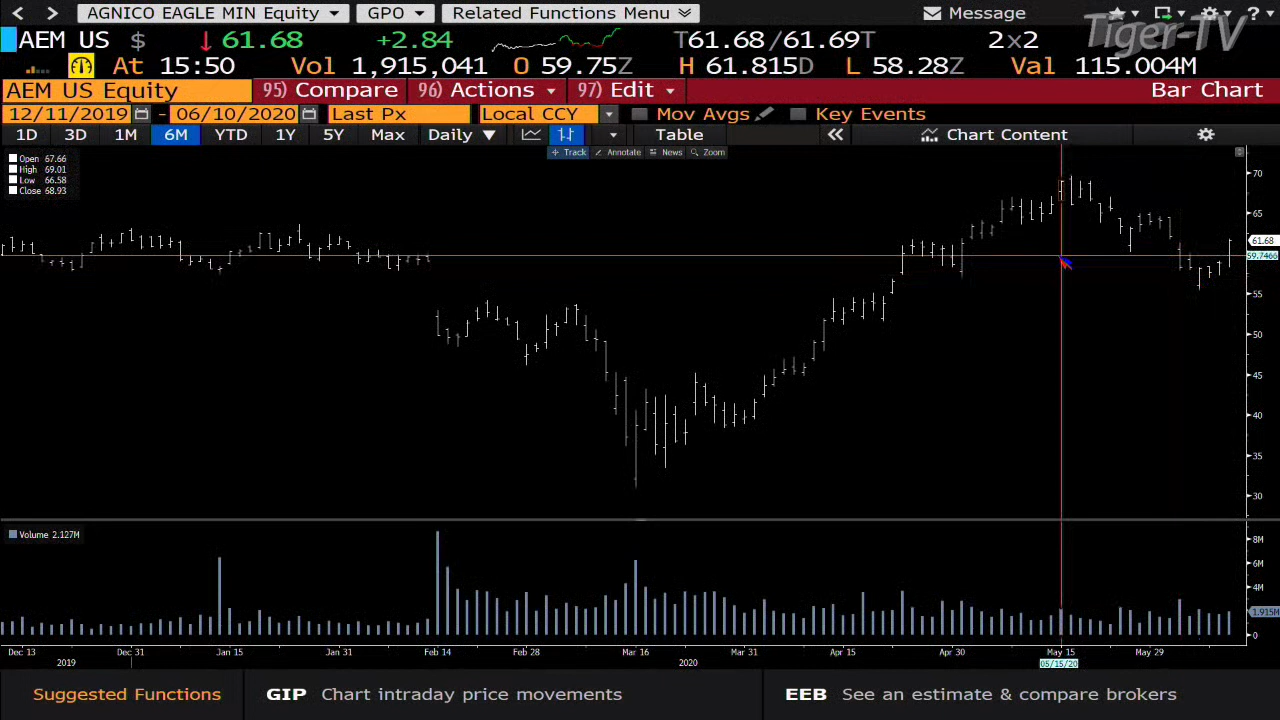 AGNICO EAGLE MIN Equity GPO Related Functions Menu Message ?
AEM US $ ↓ 61.68 +2.84 T61.68 /61.69T 2x2 Tiger-TV
At 15:50 Vol 1,915,041 O 59.75Z H 61.815D L 58.28Z Val 115.004M
AEM US Equity 95) Compare 96) Actions 97) Edit Bar Chart
12/11/2019 - 06/10/2020 Last Px Local CCY Mov Avgs Key Events
1D 3D 1M 6M YTD 1Y 5Y Max Daily ▼ Table « Chart Content
+ Track Annotate News Zoom
Open 67.66
High 69.01
Low 66.58
Close 68.93
70
65
61.68
59.7466
55
50
45
40
35
30
Volume 2.127M
8M
6M
4M
1.915M
0
Dec 13 Dec 31 Jan 15 Jan 31 Feb 14 Feb 28 Mar 16 Mar 31 Apr 15 Apr 30 May 15 May 29
2019 2020 05/15/20
Suggested Functions GIP Chart intraday price movements EEB See an estimate & compare brokers